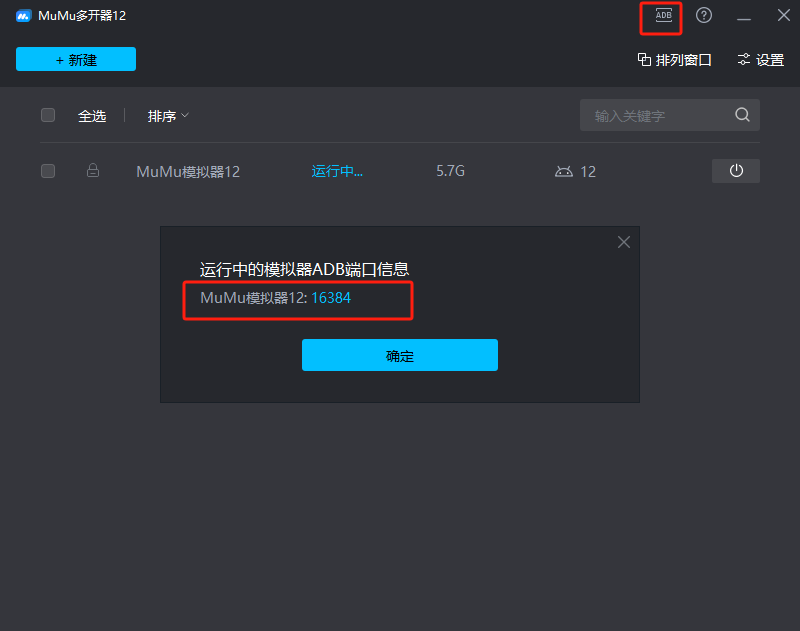 MuMu多开器12
ADB
+ 新建
排列窗口
设置
全选
排序
输入关键字
MuMu模拟器12 运行中... 5.7G 12
运行中的模拟器ADB端口信息
MuMu模拟器12: 16384
确定